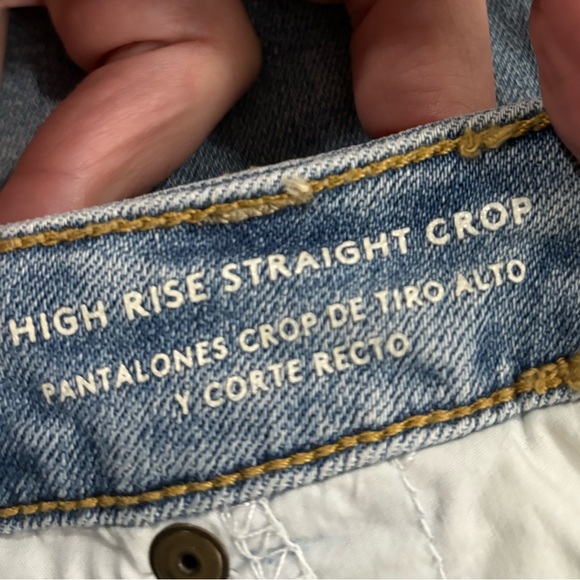 HIGH RISE STRAIGHT CROP
PANTALONES CROP DE TIRO ALTO
Y CORTE RECTO